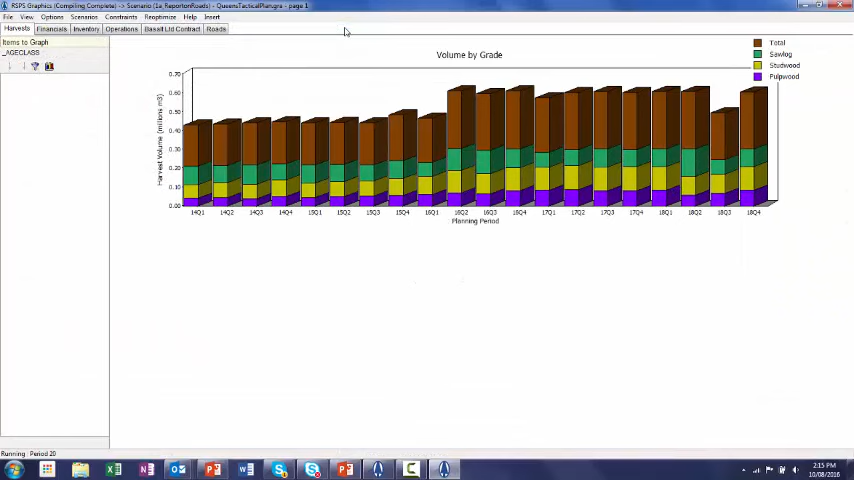 RSPS Graphics (Compiling Complete) -> Scenario (1a_ReportonRoads) - QueensTacticalPlan.gra - page 1
File View Options Scenarios Constraints Reoptimize Help Insert
Harvests Financials Inventory Operations Basalt Ltd Contract Roads
Items to Graph
_AGECLASS
Volume by Grade
Total
Sawlog
Studwood
Pulpwood
Harvest Volume (millions m3)
0.70
0.60
0.50
0.40
0.30
0.20
0.10
0.00
14Q1 14Q2 14Q3 14Q4 15Q1 15Q2 15Q3 15Q4 16Q1 16Q2 16Q3 16Q4 17Q1 17Q2 17Q3 17Q4 18Q1 18Q2 18Q3 18Q4
Planning Period
Running : Period 20
2:15 PM
10/08/2016